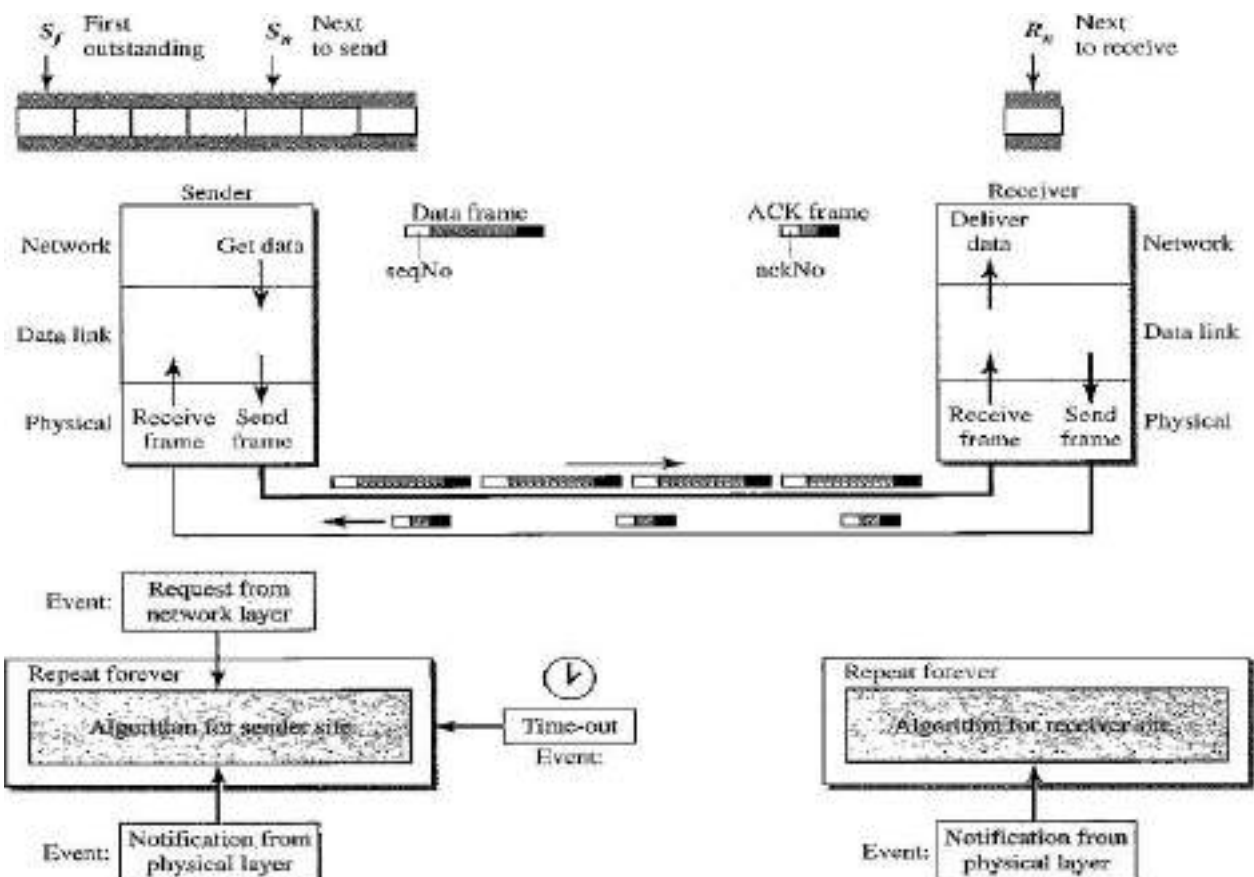 S_f First
outstanding
S_n Next
to send
R_n Next
to receive
Sender
Data frame
ACK frame
Receiver
Network
Get data
seqNo
ackNo
Deliver
data
Network
Data link
Data link
Physical
Receive
frame
Send
frame
Receive
frame
Send
frame
Physical
Event:
Request from
network layer
Repeat forever
Algorithm for sender site
Time-out
Event:
Repeat forever
Algorithm for receiver site
Event:
Notification from
physical layer
Event:
Notification from
physical layer